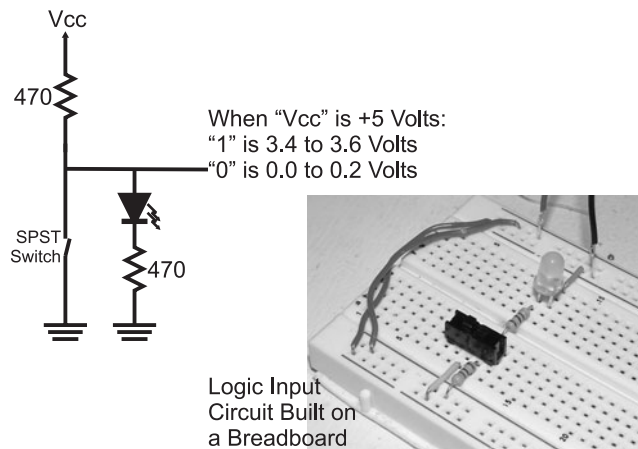 Vcc
470
When “Vcc” is +5 Volts:
“1” is 3.4 to 3.6 Volts
“0” is 0.0 to 0.2 Volts
SPST
Switch
470
Logic Input
Circuit Built on
a Breadboard